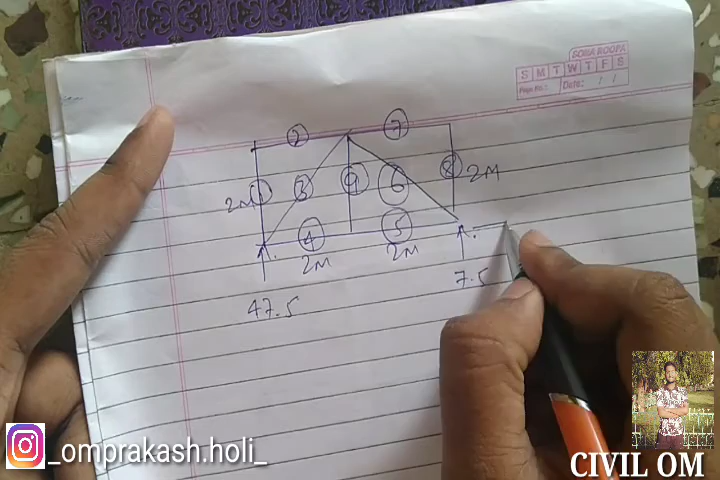 SONA ROOPA
S M T W T F S
Page No.: Date: / /
2 7
2M 1 3 9 6 8 2M
4 5
2M 2M
47.5 7.5
_omprakash.holi_
CIVIL OM